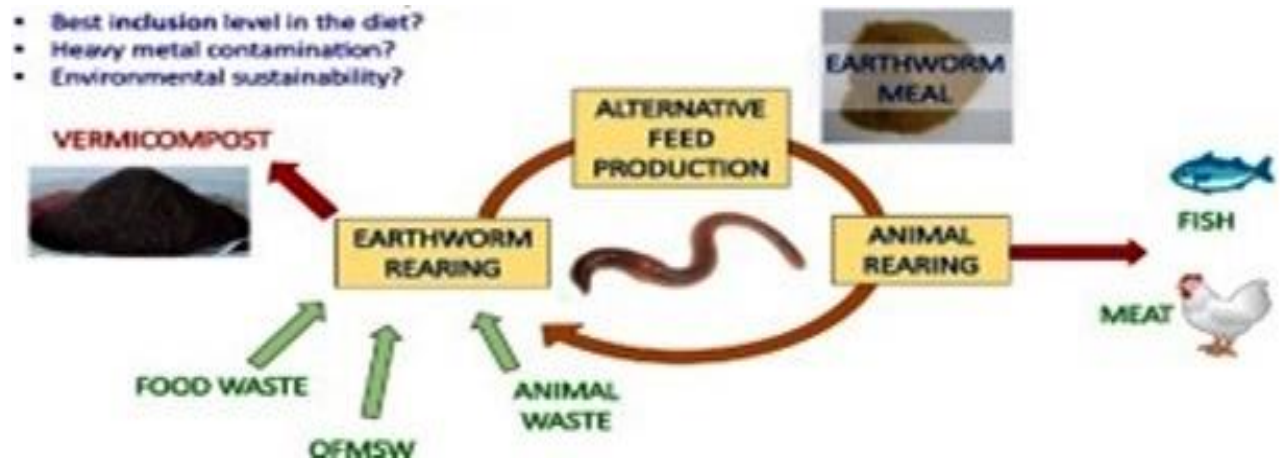 • Best inclusion level in the diet?
• Heavy metal contamination?
• Environmental sustainability?
EARTHWORM
MEAL
ALTERNATIVE
FEED
PRODUCTION
VERMICOMPOST
EARTHWORM
REARING
ANIMAL
REARING
FISH
MEAT
FOOD WASTE
OFMSW
ANIMAL
WASTE